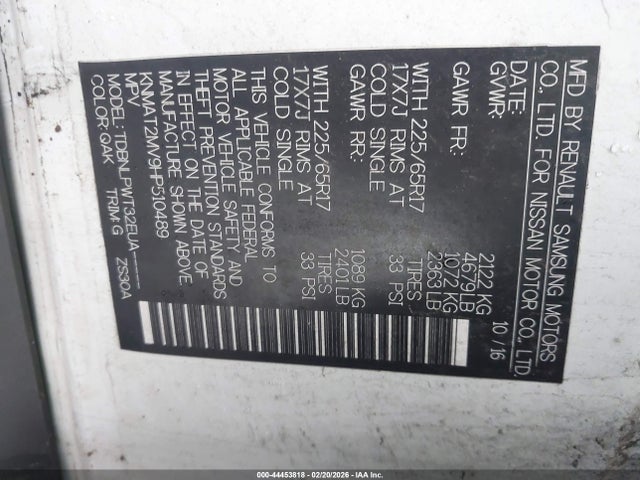 MFD BY RENAULT SAMSUNG MOTORS
CO., LTD. FOR NISSAN MOTOR CO., LTD.
DATE: 10 / 16
GVWR: 2122 KG
4679 LB
GAWR FR: 1072 KG
2363 LB
WITH 225/65R17 TIRES
17X7J RIMS AT 33 PSI
COLD SINGLE
GAWR RR: 1089 KG
2401 LB
WITH 225/65R17 TIRES
17X7J RIMS AT 33 PSI
COLD SINGLE
THIS VEHICLE CONFORMS TO
ALL APPLICABLE FEDERAL
MOTOR VEHICLE SAFETY AND
THEFT PREVENTION STANDARDS
IN EFFECT ON THE DATE OF
MANUFACTURE SHOWN ABOVE.
KNMAT2MV9HP510489
MPV
MODEL: TDBNLPWT32EUA
COLOR: QAK TRIM: G ZS30A
000-44453818 - 02/20/2026 - IAA Inc.